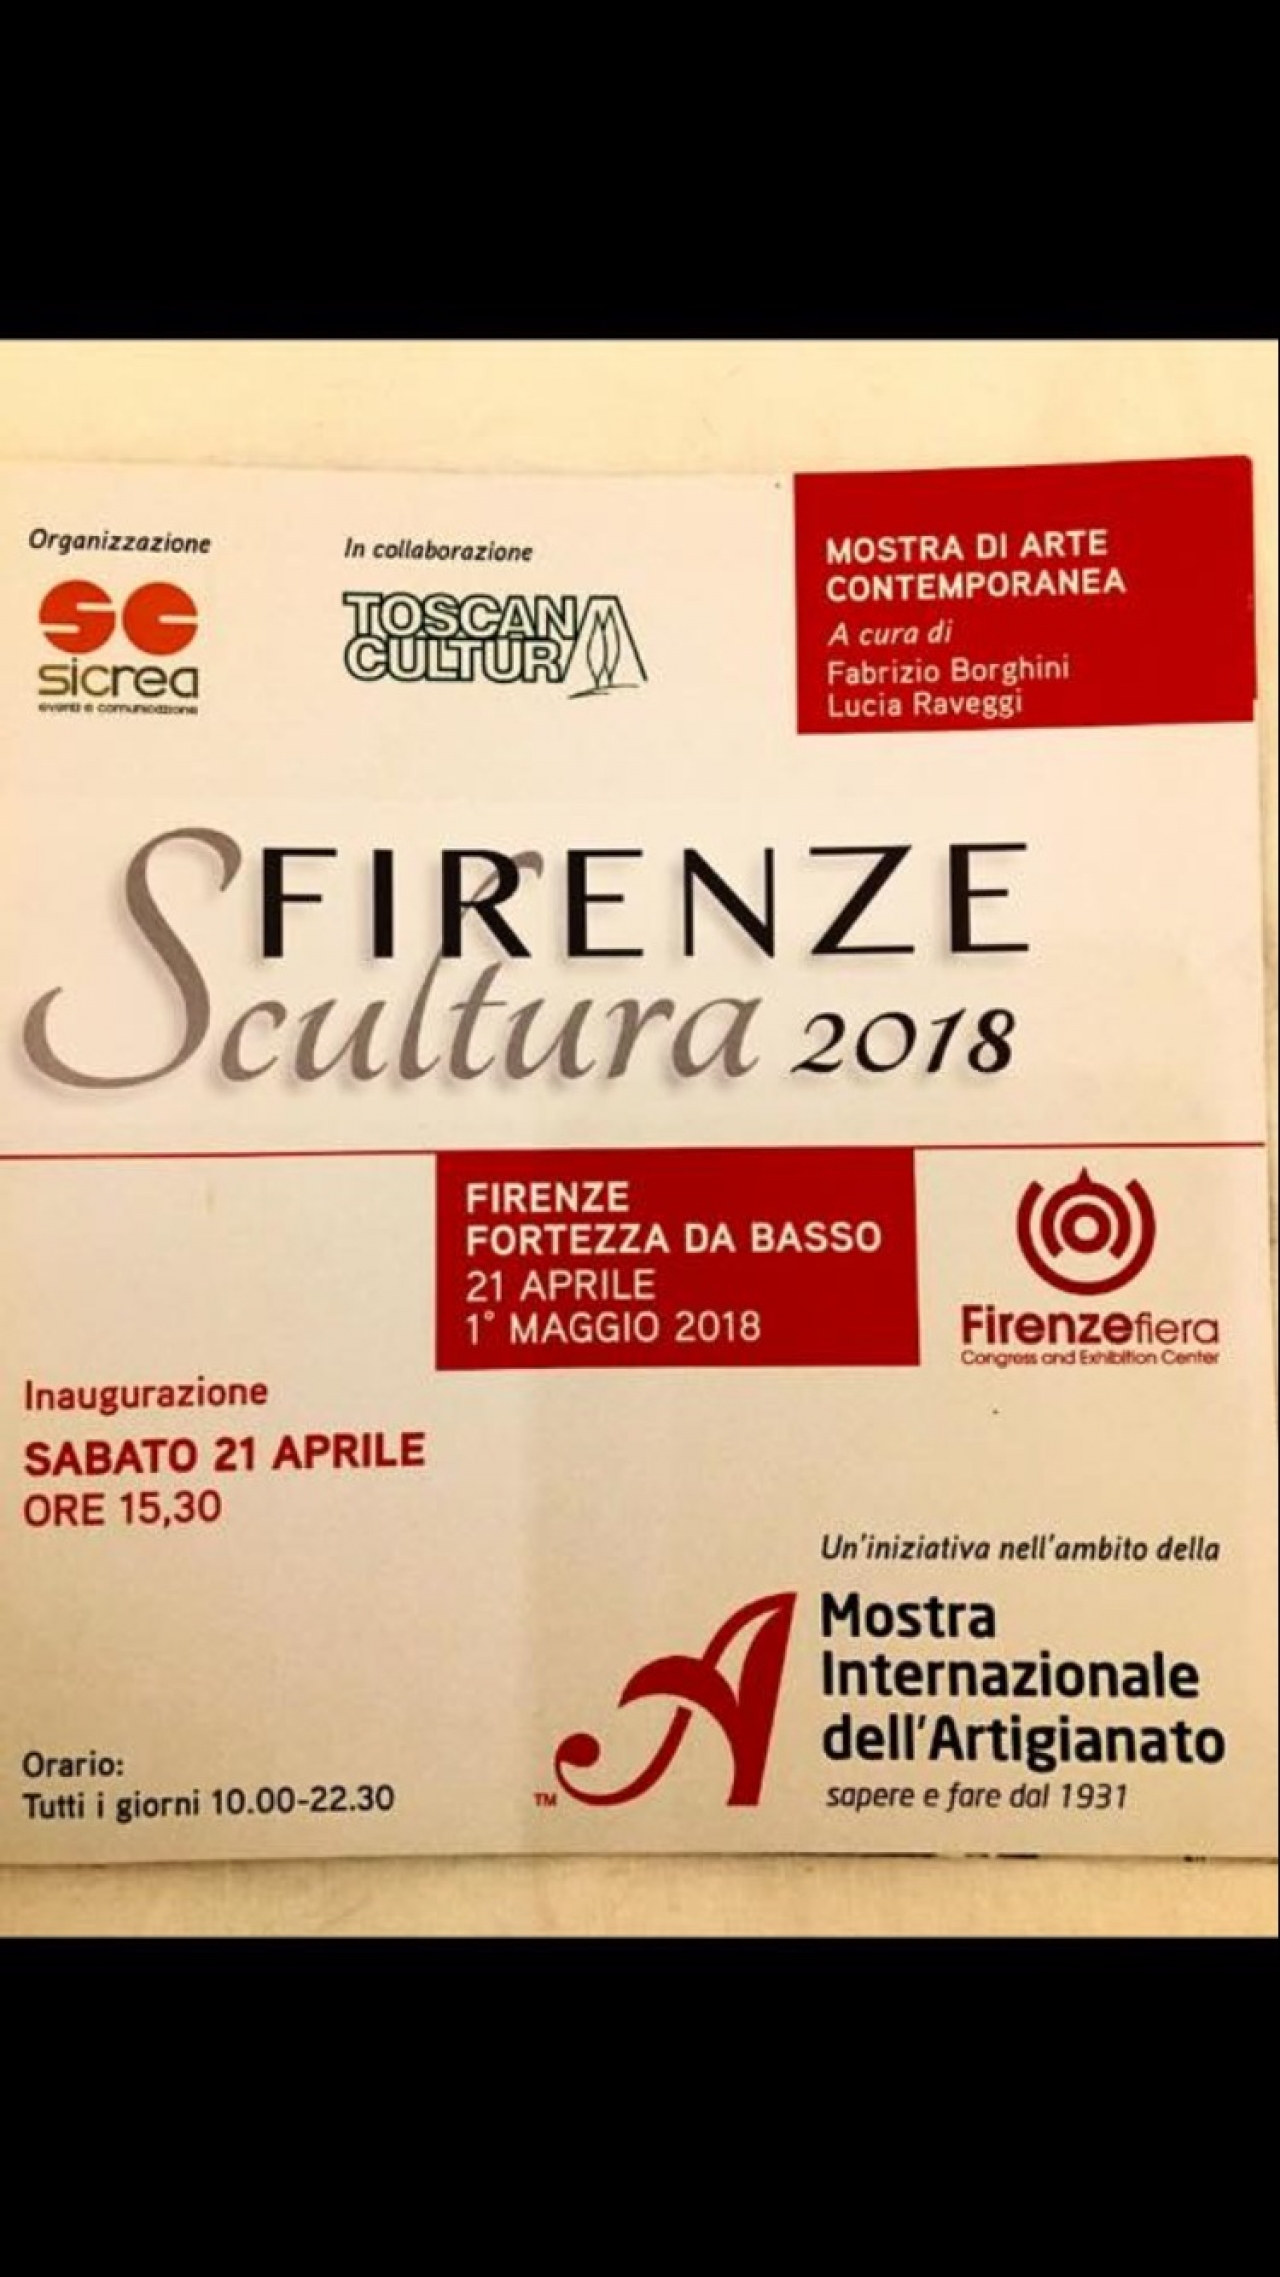 Organizzazione
SC
sicrea
eventi e comunicazione
In collaborazione
TOSCANA
CULTURA
MOSTRA DI ARTE
CONTEMPORANEA
A cura di
Fabrizio Borghini
Lucia Raveggi
FIRENZE
Scultura 2018
FIRENZE
FORTEZZA DA BASSO
21 APRILE
1° MAGGIO 2018
Firenzefiera
Congress and Exhibition Center
Inaugurazione
SABATO 21 APRILE
ORE 15,30
Un'iniziativa nell'ambito della
A
TM
Mostra
Internazionale
dell'Artigianato
sapere e fare dal 1931
Orario:
Tutti i giorni 10.00-22.30